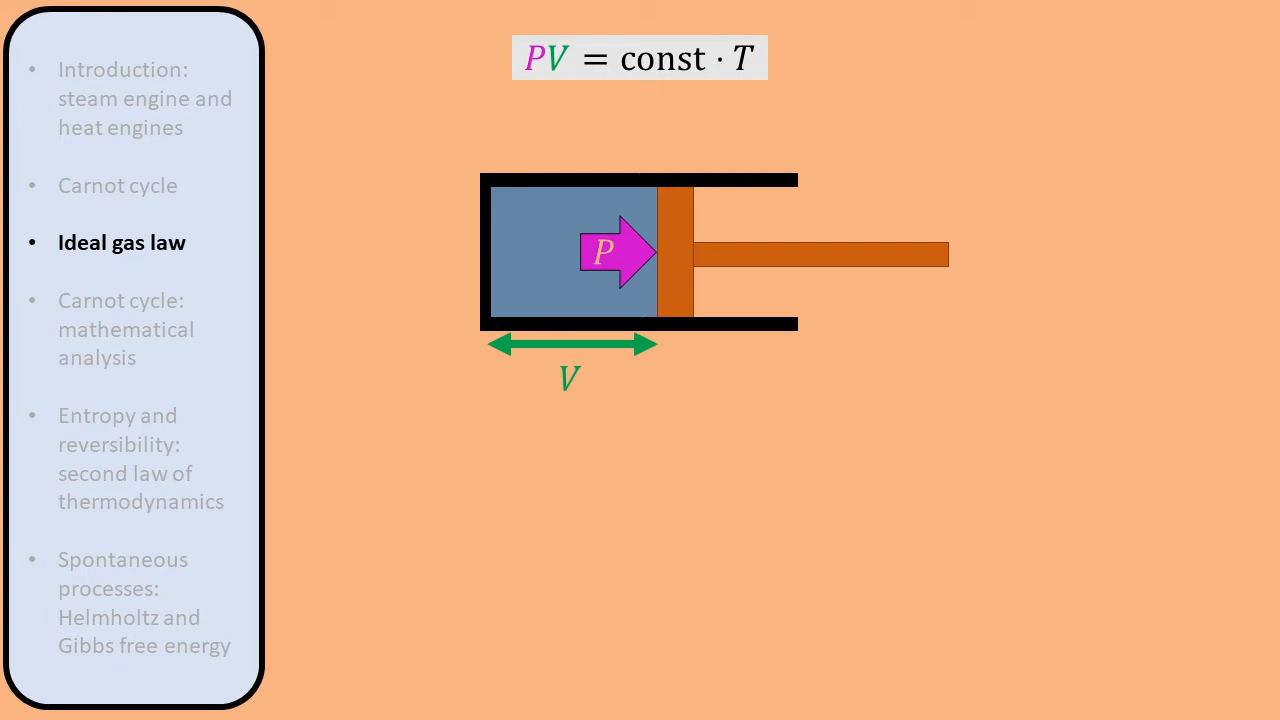 • Introduction:
steam engine and
heat engines
• Carnot cycle
• Ideal gas law
• Carnot cycle:
mathematical
analysis
• Entropy and
reversibility:
second law of
thermodynamics
• Spontaneous
processes:
Helmholtz and
Gibbs free energy
PV = const · T
P
V